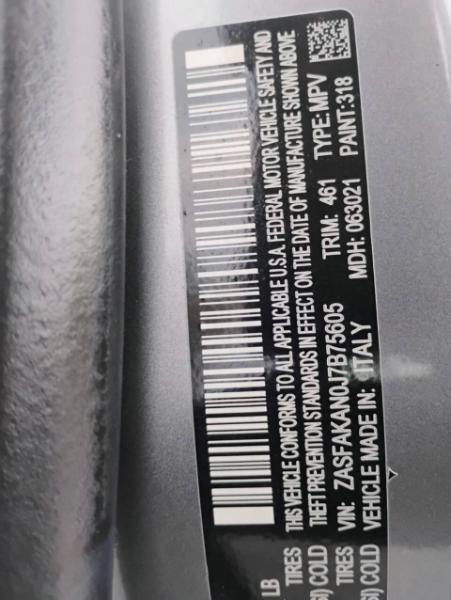 LB
TIRES THIS VEHICLE CONFORMS TO ALL APPLICABLE U.S.A. FEDERAL MOTOR VEHICLE SAFETY AND
SI) COLD THEFT PREVENTION STANDARDS IN EFFECT ON THE DATE OF MANUFACTURE SHOWN ABOVE
TIRES VIN: ZASFAKAN0J7B75605 TRIM: 461 TYPE:MPV
SI) COLD VEHICLE MADE IN: ITALY MDH: 063021 PAINT:318